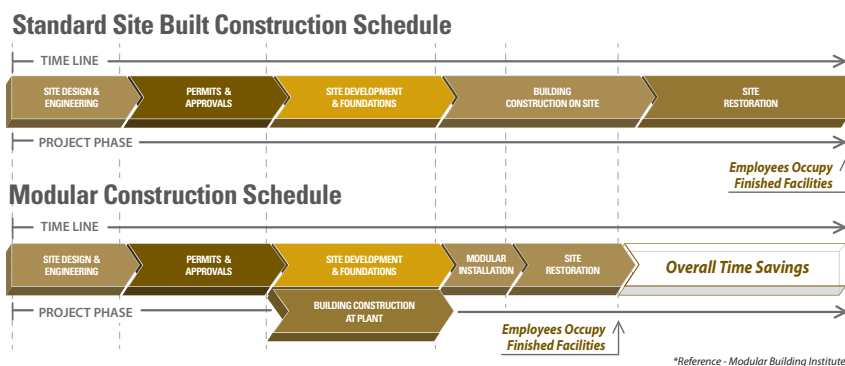 Standard Site Built Construction Schedule
TIME LINE
SITE DESIGN &
ENGINEERING
PERMITS &
APPROVALS
SITE DEVELOPMENT
& FOUNDATIONS
BUILDING
CONSTRUCTION ON SITE
SITE
RESTORATION
PROJECT PHASE
Employees Occupy
Finished Facilities
Modular Construction Schedule
TIME LINE
SITE DESIGN &
ENGINEERING
PERMITS &
APPROVALS
SITE DEVELOPMENT
& FOUNDATIONS
MODULAR
INSTALLATION
SITE
RESTORATION
Overall Time Savings
BUILDING CONSTRUCTION
AT PLANT
PROJECT PHASE
Employees Occupy
Finished Facilities
*Reference - Modular Building Institute